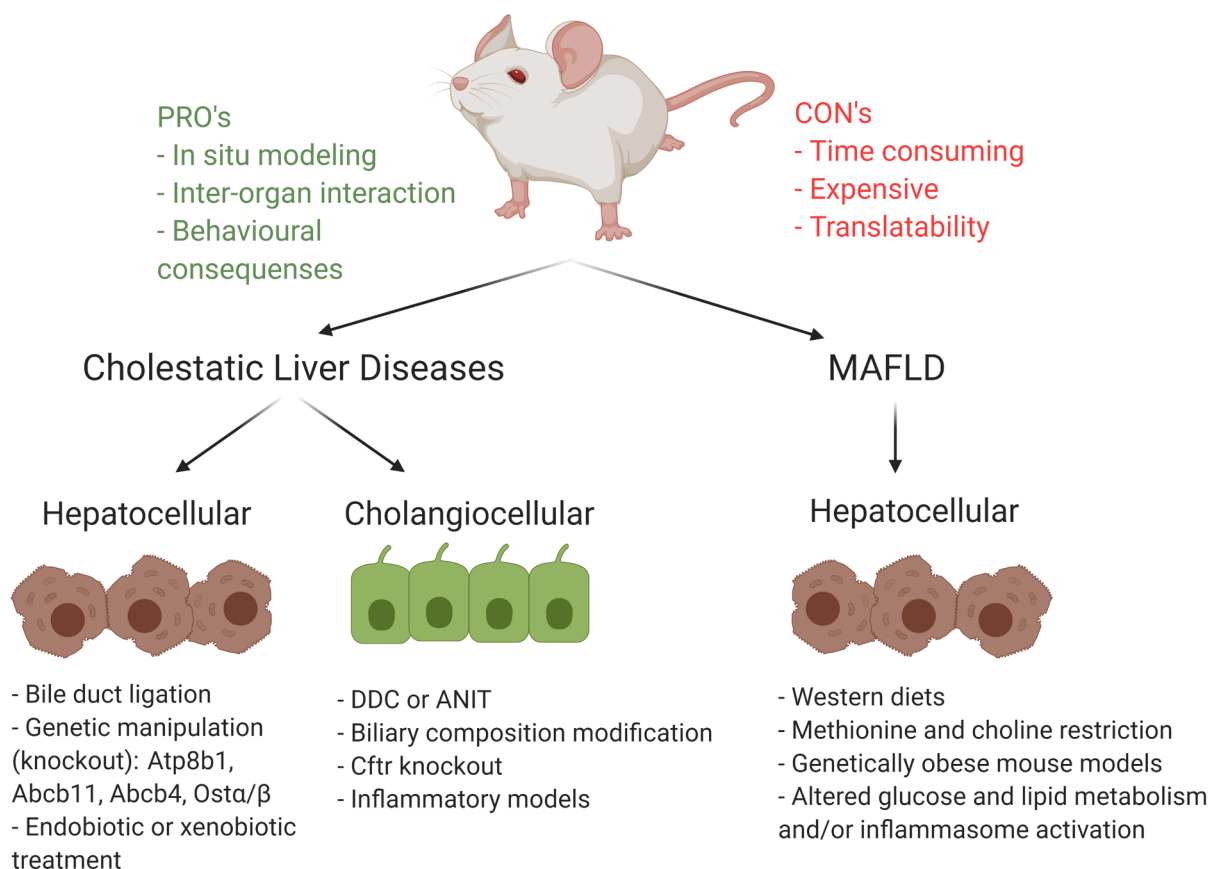 PRO's
- In situ modeling
- Inter-organ interaction
- Behavioural
consequenses
CON's
- Time consuming
- Expensive
- Translatability
Cholestatic Liver Diseases
MAFLD
Hepatocellular
Cholangiocellular
Hepatocellular
- Bile duct ligation
- Genetic manipulation
(knockout): Atp8b1,
Abcb11, Abcb4, Ostα/β
- Endobiotic or xenobiotic
treatment
- DDC or ANIT
- Biliary composition modification
- Cftr knockout
- Inflammatory models
- Western diets
- Methionine and choline restriction
- Genetically obese mouse models
- Altered glucose and lipid metabolism
and/or inflammasome activation